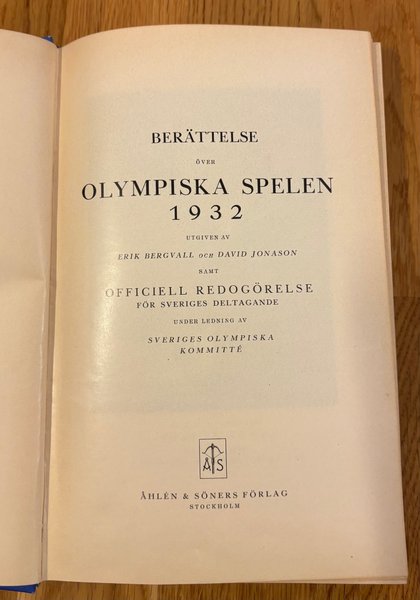 BERÄTTELSE
ÖVER
OLYMPISKA SPELEN
1932
UTGIVEN AV
ERIK BERGVALL OCH DAVID JONASON
SAMT
OFFICIELL REDOGÖRELSE
FÖR SVERIGES DELTAGANDE
UNDER LEDNING AV
SVERIGES OLYMPISKA
KOMMITTÉ
ÅS
ÅHLÉN & SÖNERS FÖRLAG
STOCKHOLM